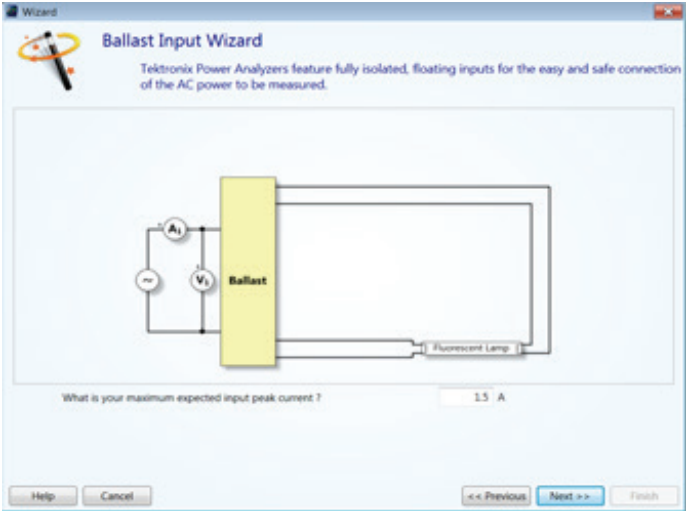 Wizard
Ballast Input Wizard
Tektronix Power Analyzers feature fully isolated, floating inputs for the easy and safe connection
of the AC power to be measured.
A₁
~
V₁
Ballast
Fluorescent Lamp
What is your maximum expected input peak current ?
1.5 A
Help
Cancel
<< Previous
Next >>
Finish